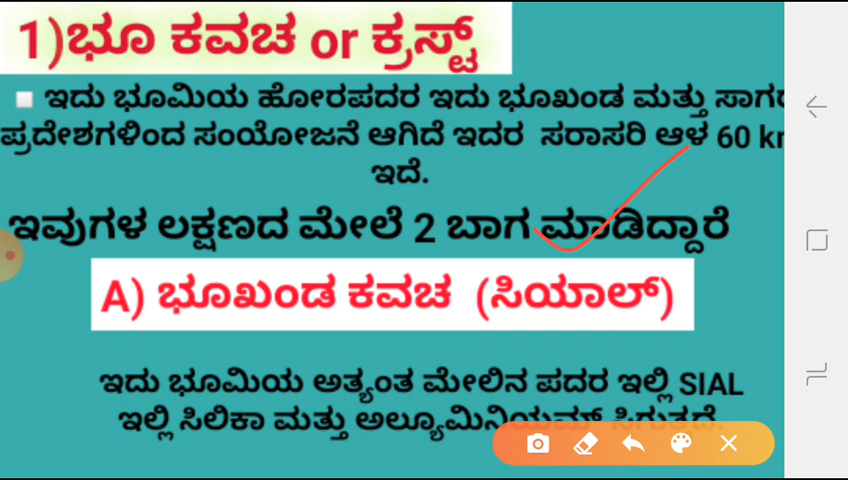 1)ಭೂ ಕವಚ or ಕ್ರಸ್ಟ್
ಇದು ಭೂಮಿಯ ಹೋರಪದರ ಇದು ಭೂಖಂಡ ಮತ್ತು ಸಾಗರ
ಪ್ರದೇಶಗಳಿಂದ ಸಂಯೋಜನೆ ಆಗಿದೆ ಇದರ ಸರಾಸರಿ ಆಳ 60 km
ಇದೆ.
ಇವುಗಳ ಲಕ್ಷಣದ ಮೇಲೆ 2 ಬಾಗ ಮಾಡಿದ್ದಾರೆ
A) ಭೂಖಂಡ ಕವಚ (ಸಿಯಾಲ್)
ಇದು ಭೂಮಿಯ ಅತ್ಯಂತ ಮೇಲಿನ ಪದರ ಇಲ್ಲಿ SIAL
ಇಲ್ಲಿ ಸಿಲಿಕಾ ಮತ್ತು ಅಲ್ಯೂಮಿನಿಯಮ್ ಸಿಗುತ್ತದೆ.